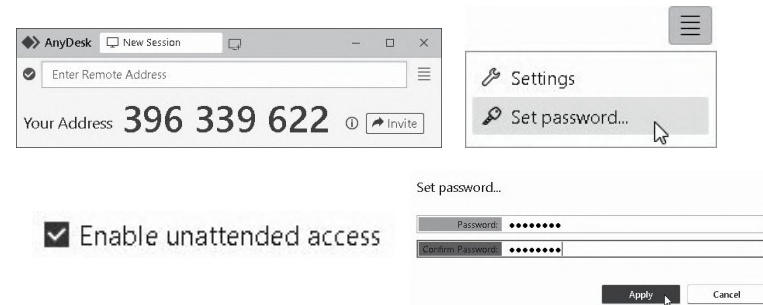 AnyDesk New Session
Enter Remote Address
Your Address 396 339 622 Invite
Settings
Set password...
Enable unattended access
Set password...
Password: ••••••••
Confirm Password: ••••••••
Apply Cancel